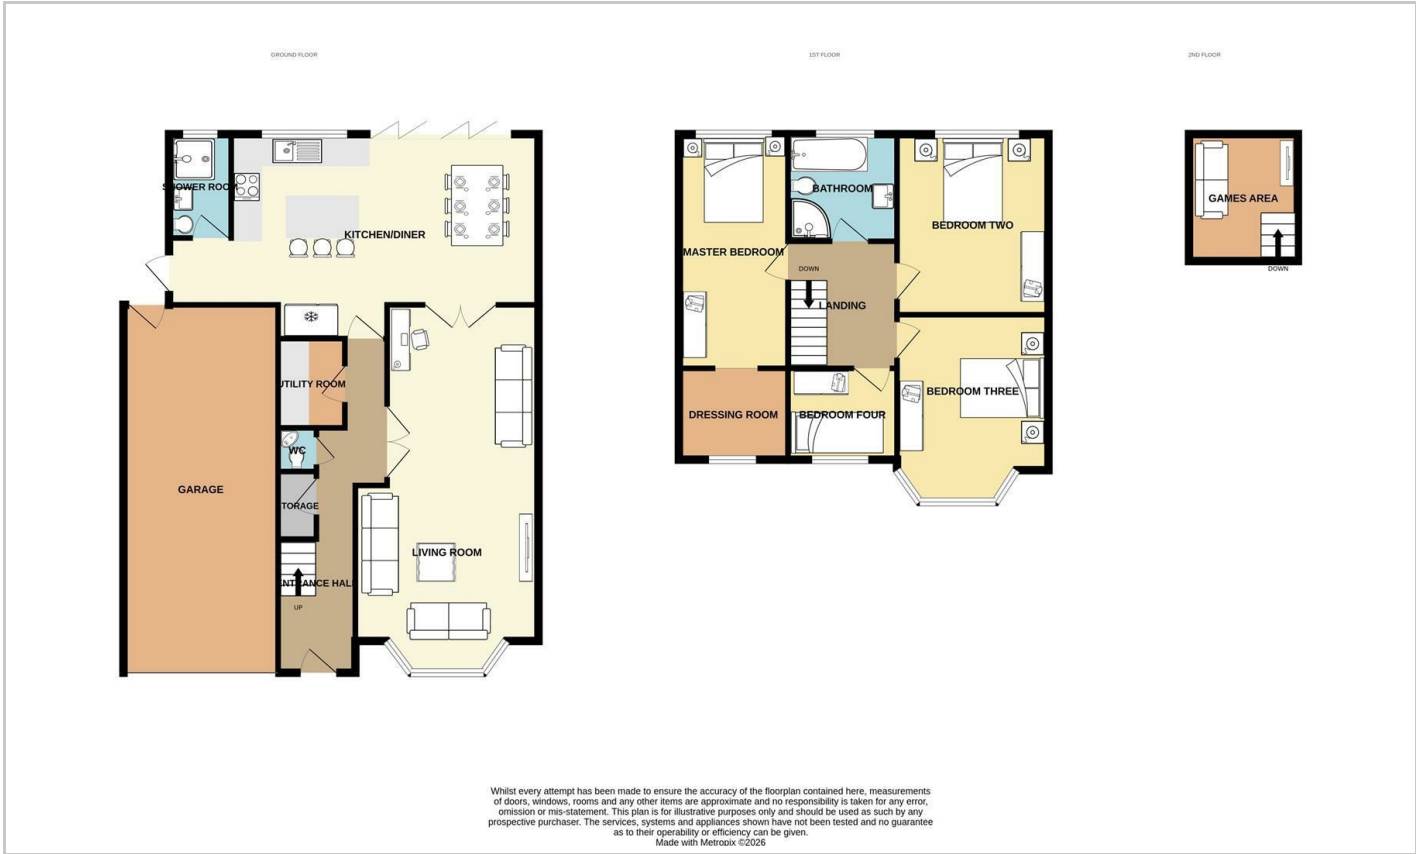 GROUND FLOOR
1ST FLOOR
2ND FLOOR
SHOWER ROOM
KITCHEN/DINER
UTILITY ROOM
WC
STORAGE
GARAGE
LIVING ROOM
ENTRANCE HALL
UP
BATHROOM
MASTER BEDROOM
BEDROOM TWO
DOWN
LANDING
BEDROOM THREE
DRESSING ROOM
BEDROOM FOUR
GAMES AREA
DOWN
Whilst every attempt has been made to ensure the accuracy of the floorplan contained here, measurements
of doors, windows, rooms and any other items are approximate and no responsibility is taken for any error,
omission or mis-statement. This plan is for illustrative purposes only and should be used as such by any
prospective purchaser. The services, systems and appliances shown have not been tested and no guarantee
as to their operability or efficiency can be given.
Made with Metropix ©2026